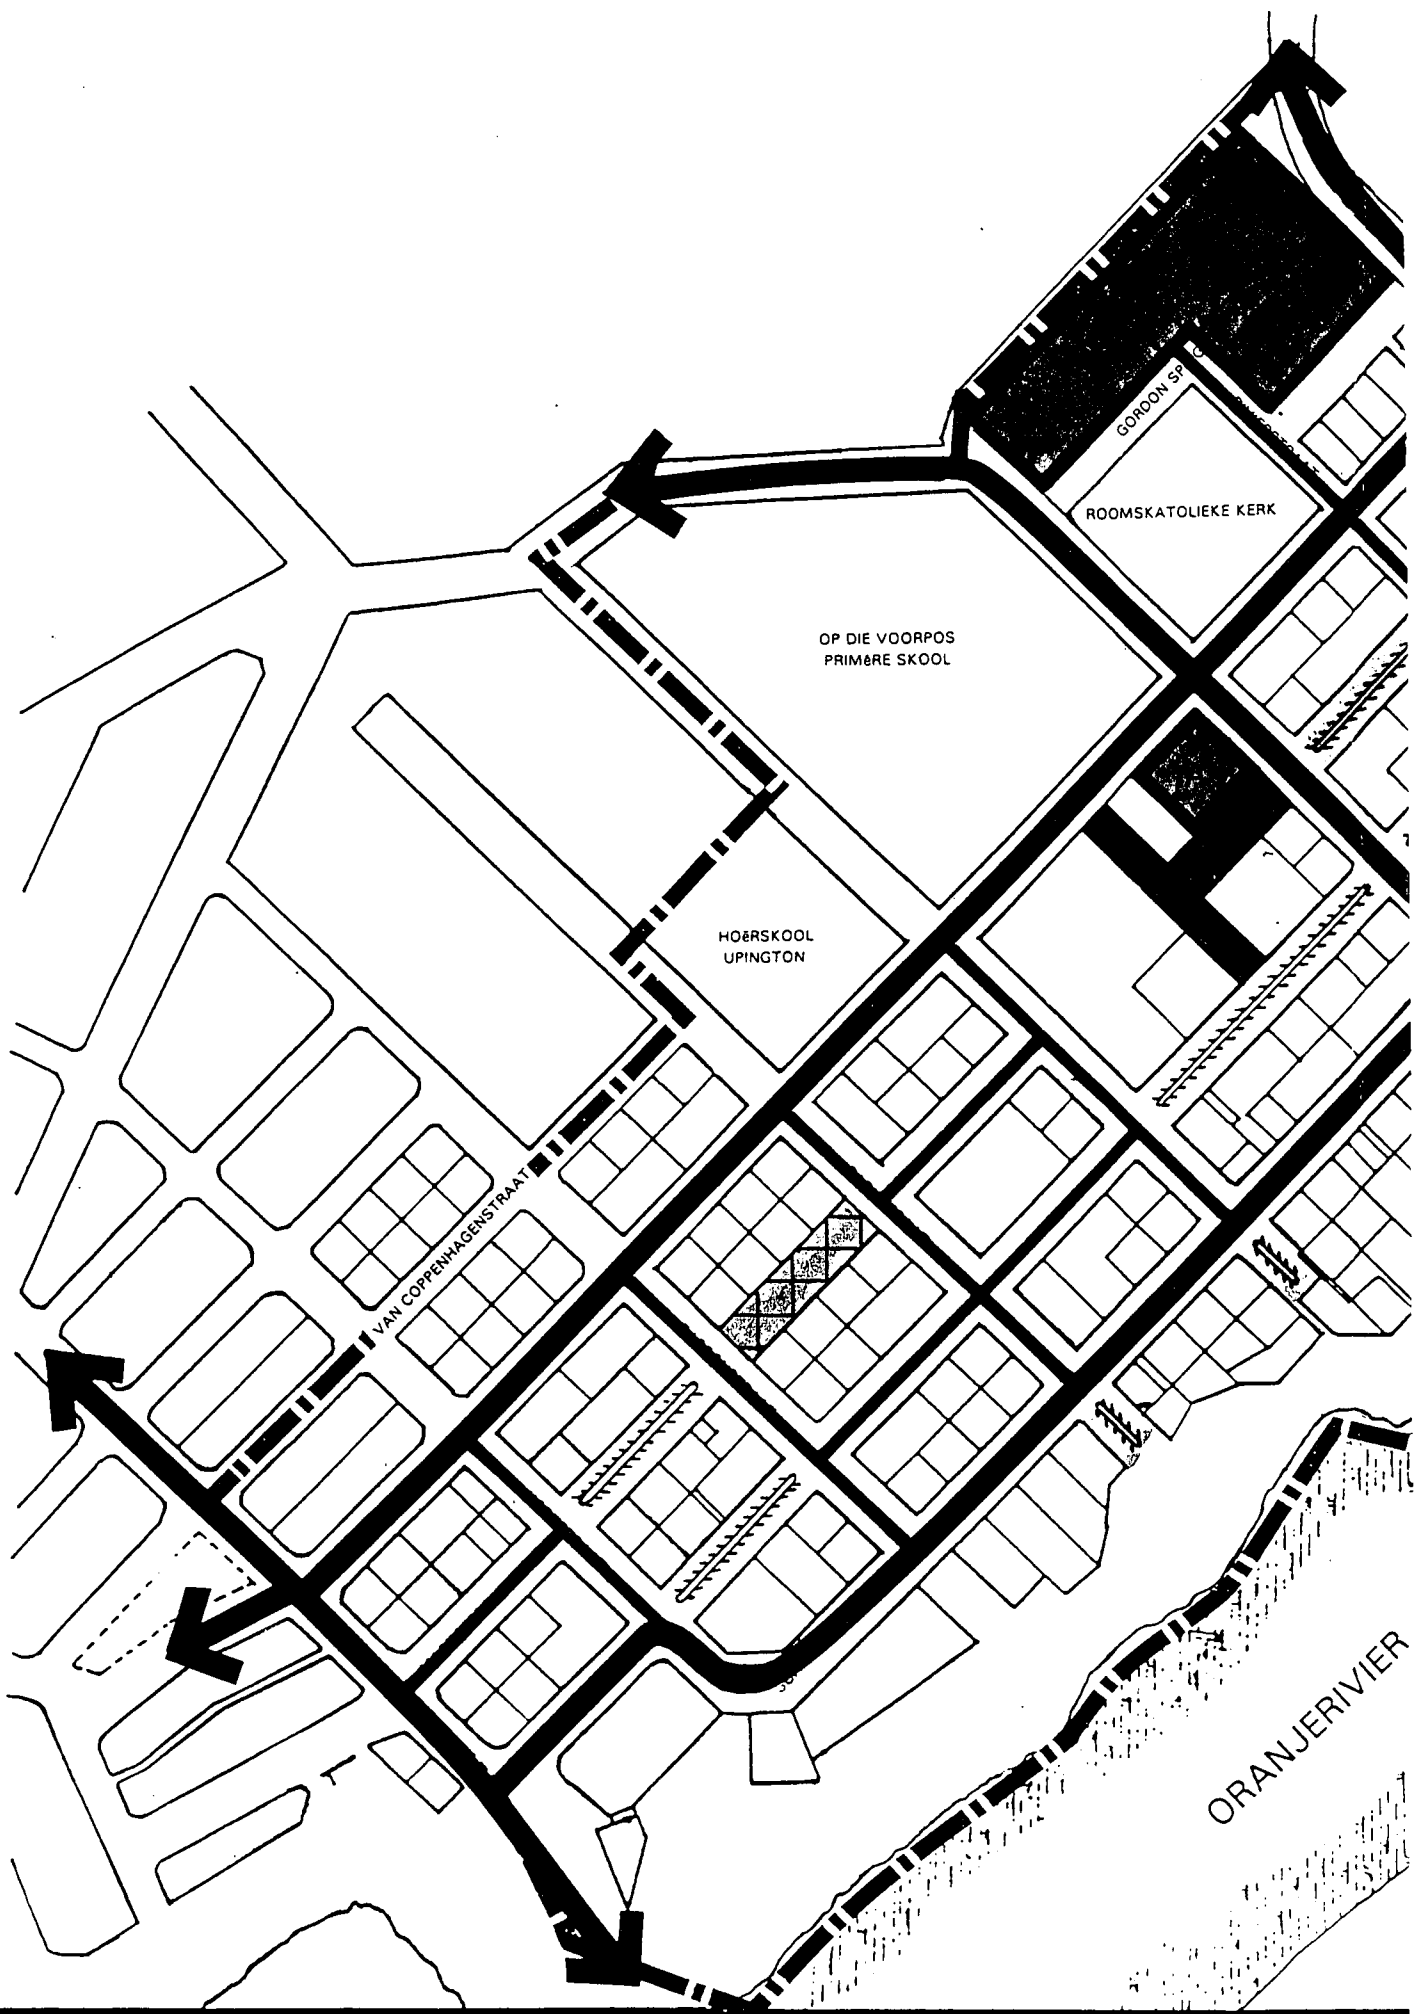 GORDON SP
ROOMSKATOLIEKE KERK
OP DIE VOORPOS
PRIMêRE SKOOL
HOëRSKOOL
UPINGTON
VAN COPPENHAGENSTRAAT
ORANJERIVIER